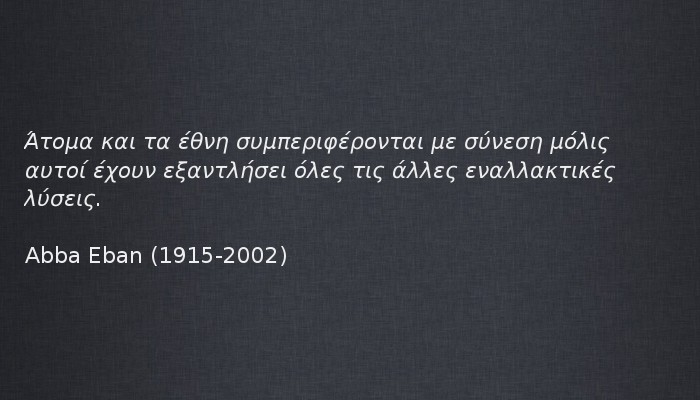 Άτομα και τα έθνη συμπεριφέρονται με σύνεση μόλις
αυτοί έχουν εξαντλήσει όλες τις άλλες εναλλακτικές
λύσεις.
Abba Eban (1915-2002)